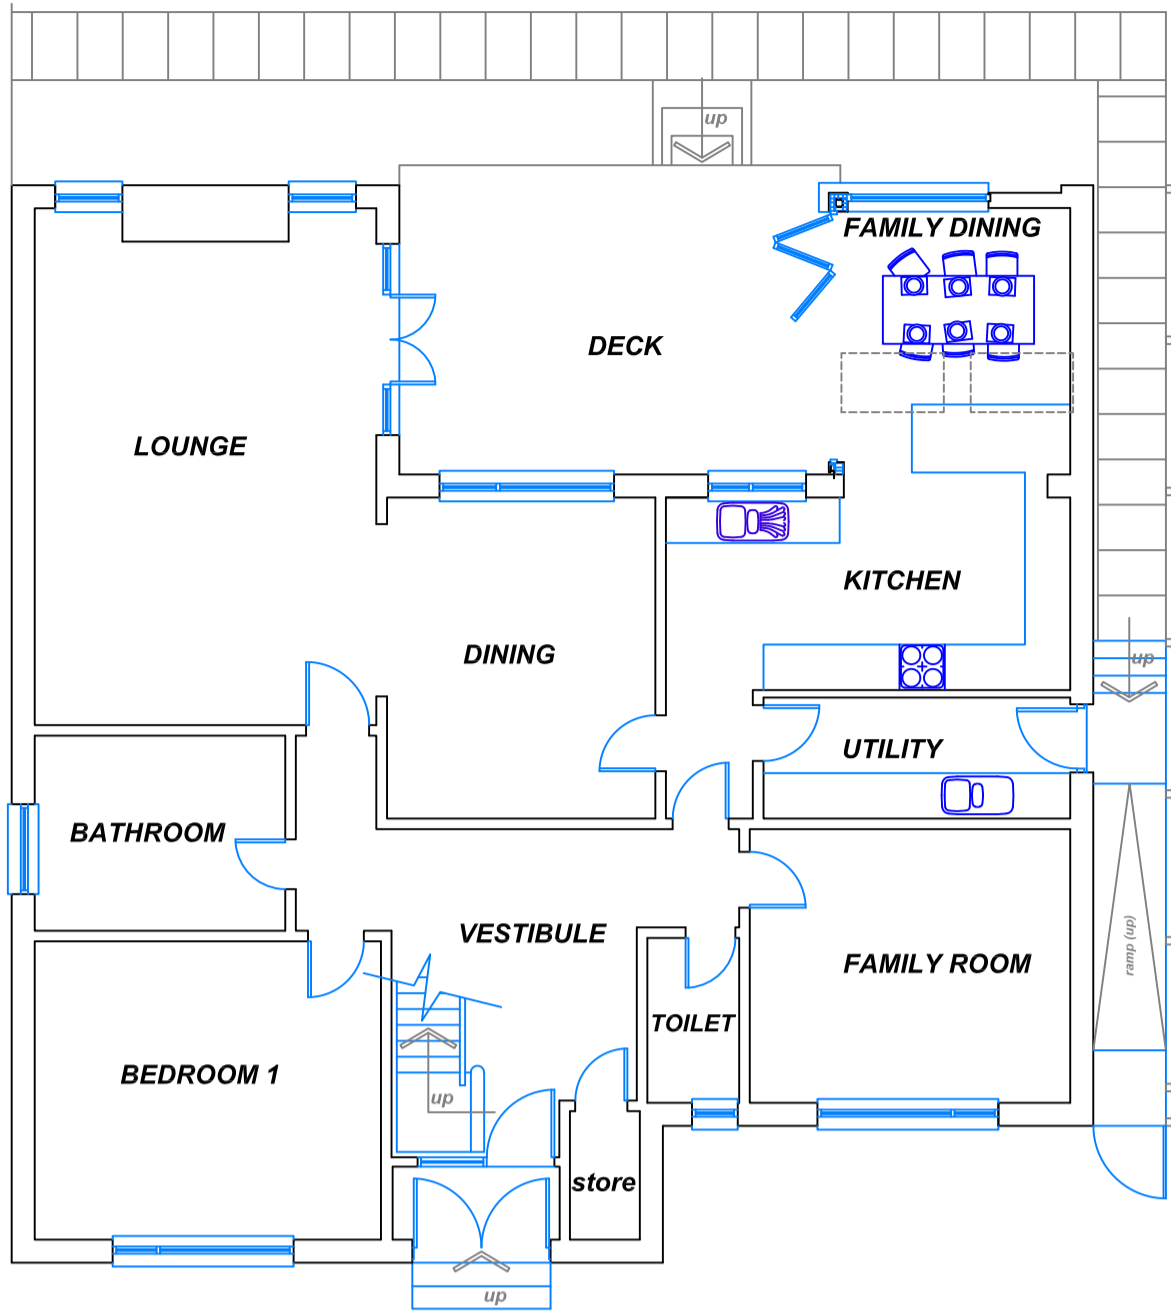 up
FAMILY DINING
DECK
LOUNGE
KITCHEN
DINING
up
UTILITY
BATHROOM
VESTIBULE
FAMILY ROOM
ramp (up)
TOILET
BEDROOM 1
up
store
up